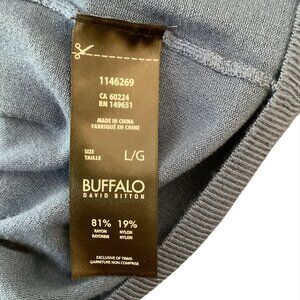 1146269
CA 60224
RN 149651
MADE IN CHINA
FABRIQUÉ EN CHINE
SIZE
TAILLE
L/G
BUFFALO
DAVID BITTON
81% 19%
RAYON NYLON
RAYONNE NYLON
EXCLUSIVE OF TRIMS
GARNITURE NON COMPRISE